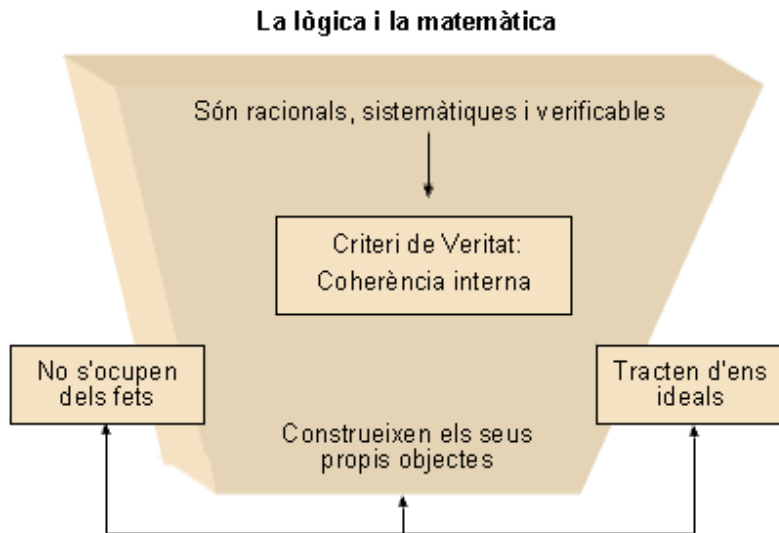 La lògica i la matemàtica
Són racionals, sistemàtiques i verificables
Criteri de Veritat:
Coherència interna
No s'ocupen
dels fets
Tracten d'ens
ideals
Construeixen els seus
propis objectes